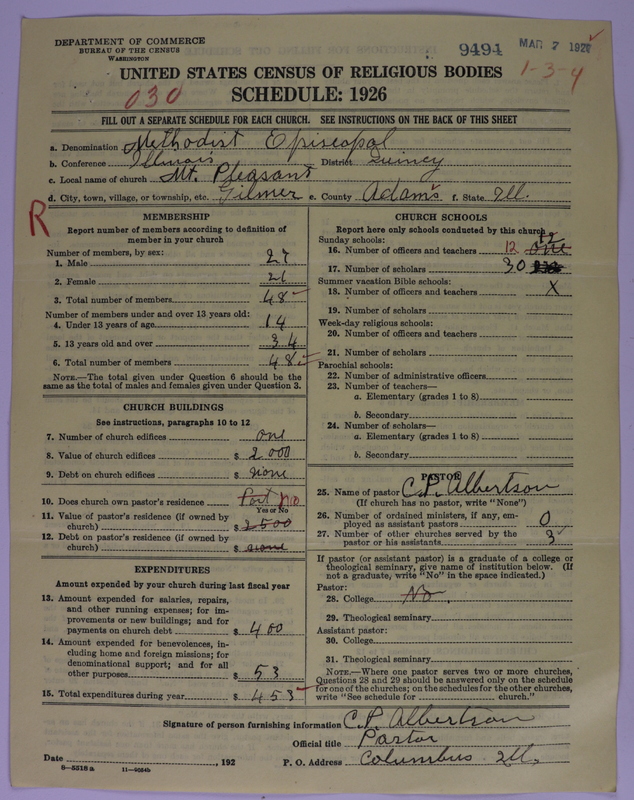 DEPARTMENT OF COMMERCE
BUREAU OF THE CENSUS
WASHINGTON
9494 MAR 7 192
1-3-4
UNITED STATES CENSUS OF RELIGIOUS BODIES
030
SCHEDULE: 1926
FILL OUT A SEPARATE SCHEDULE FOR EACH CHURCH. SEE INSTRUCTIONS ON THE BACK OF THIS SHEET
a. Denomination Methodist Episcopal
b. Conference Illinois District Quincy
c. Local name of church Mt. Pleasant
d. City, town, village, or township, etc. Gilmer e. County Adams f. State Ill.
R
MEMBERSHIP
Report number of members according to definition of
member in your church
Number of members, by sex:
1. Male 27
2. Female 21
3. Total number of members 48
Number of members under and over 13 years old:
4. Under 13 years of age 14
5. 13 years old and over 34
6. Total number of members 48
NOTE.—The total given under Question 6 should be the
same as the total of males and females given under Question 3.
CHURCH BUILDINGS
See instructions, paragraphs 10 to 12
7. Number of church edifices one
8. Value of church edifices $ 2000
9. Debt on church edifices $ none
10. Does church own pastor's residence Part no
Yes or No
11. Value of pastor's residence (if owned by
church) $ 2500
12. Debt on pastor's residence (if owned by
church) $ none
EXPENDITURES
Amount expended by your church during last fiscal year
13. Amount expended for salaries, repairs,
and other running expenses; for im-
provements or new buildings; and for
payments on church debt $ 400
14. Amount expended for benevolences, in-
cluding home and foreign missions; for
denominational support; and for all
other purposes $ 53
15. Total expenditures during year $ 453
CHURCH SCHOOLS
Report here only schools conducted by this church
Sunday schools:
16. Number of officers and teachers 12 one 12
17. Number of scholars 30
Summer vacation Bible schools:
18. Number of officers and teachers X
19. Number of scholars
Week-day religious schools:
20. Number of officers and teachers
21. Number of scholars
Parochial schools:
22. Number of administrative officers
23. Number of teachers—
a. Elementary (grades 1 to 8)
b. Secondary
24. Number of scholars—
a. Elementary (grades 1 to 8)
b. Secondary
PASTOR
25. Name of pastor C. P. Albertson
(If church has no pastor, write "None")
26. Number of ordained ministers, if any, em-
ployed as assistant pastors 0
27. Number of other churches served by the
pastor or his assistants 3
If pastor (or assistant pastor) is a graduate of a college or
theological seminary, give name of institution below. (If
not a graduate, write "No" in the space indicated.)
Pastor:
28. College No
29. Theological seminary
Assistant pastor:
30. College
31. Theological seminary
NOTE.—Where one pastor serves two or more churches,
Questions 28 and 29 should be answered only on the schedule
for one of the churches; on the schedules for the other churches,
write "See schedule for church."
Signature of person furnishing information C. P. Albertson
Official title Pastor
Date , 192 P. O. Address Columbus Ill.
8-5518 a 11-9084b